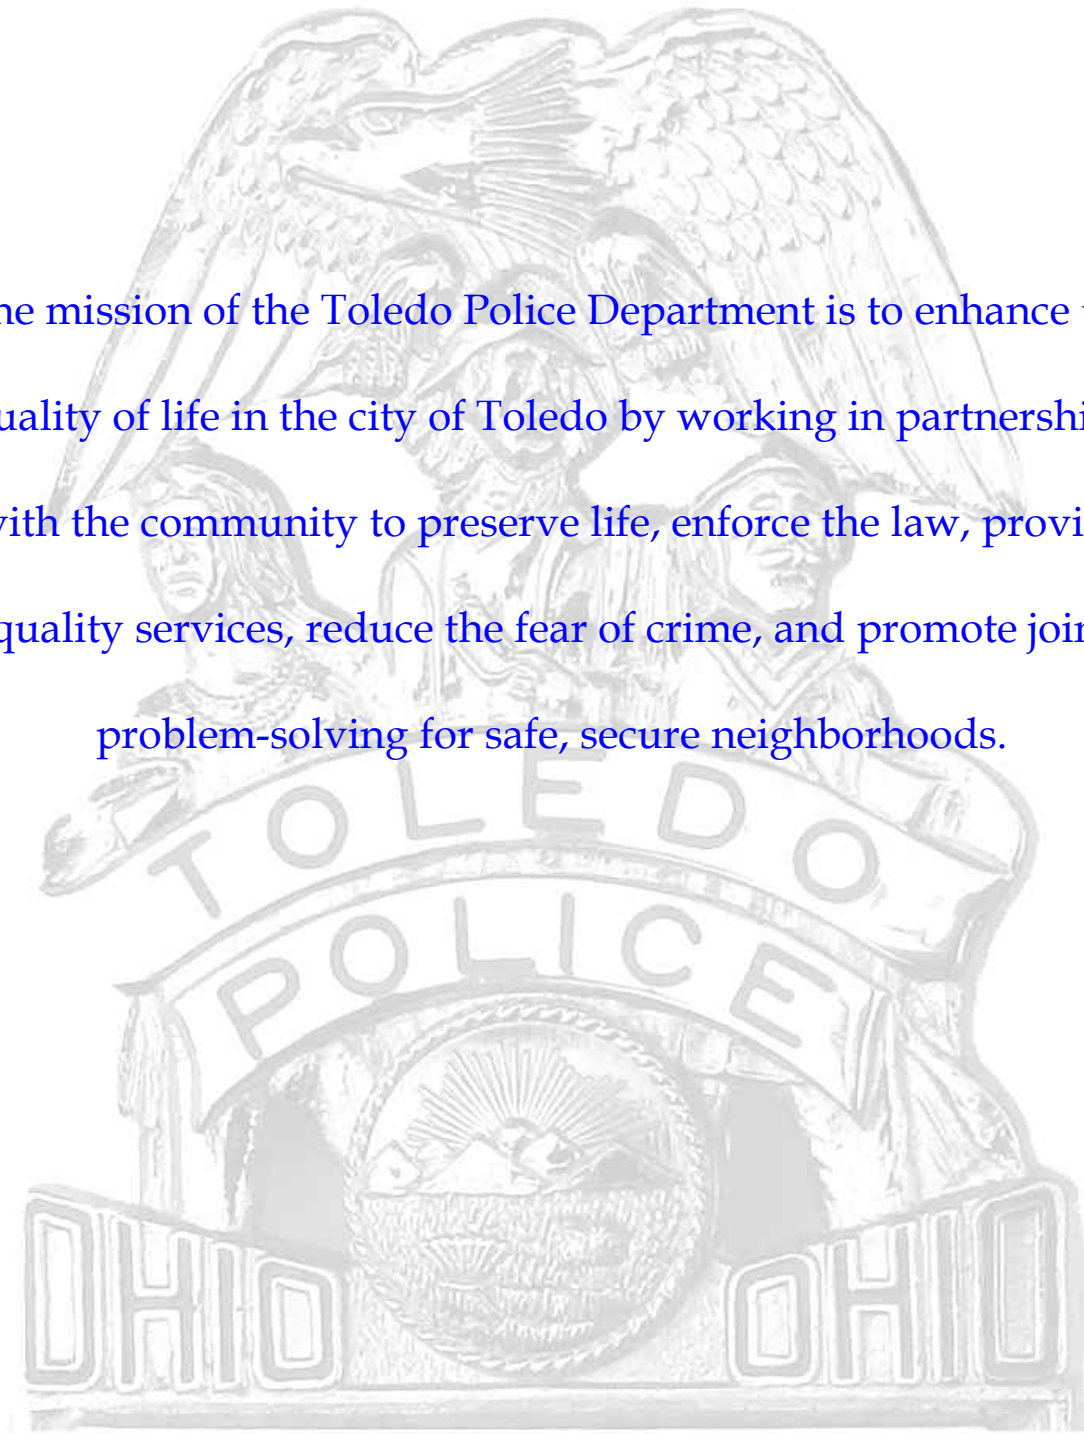 he mission of the Toledo Police Department is to enhance
uality of life in the city of Toledo by working in partnershi
with the community to preserve life, enforce the law, provi
quality services, reduce the fear of crime, and promote join
problem-solving for safe, secure neighborhoods.
TOLEDO
POLICE
OHIO OHIO